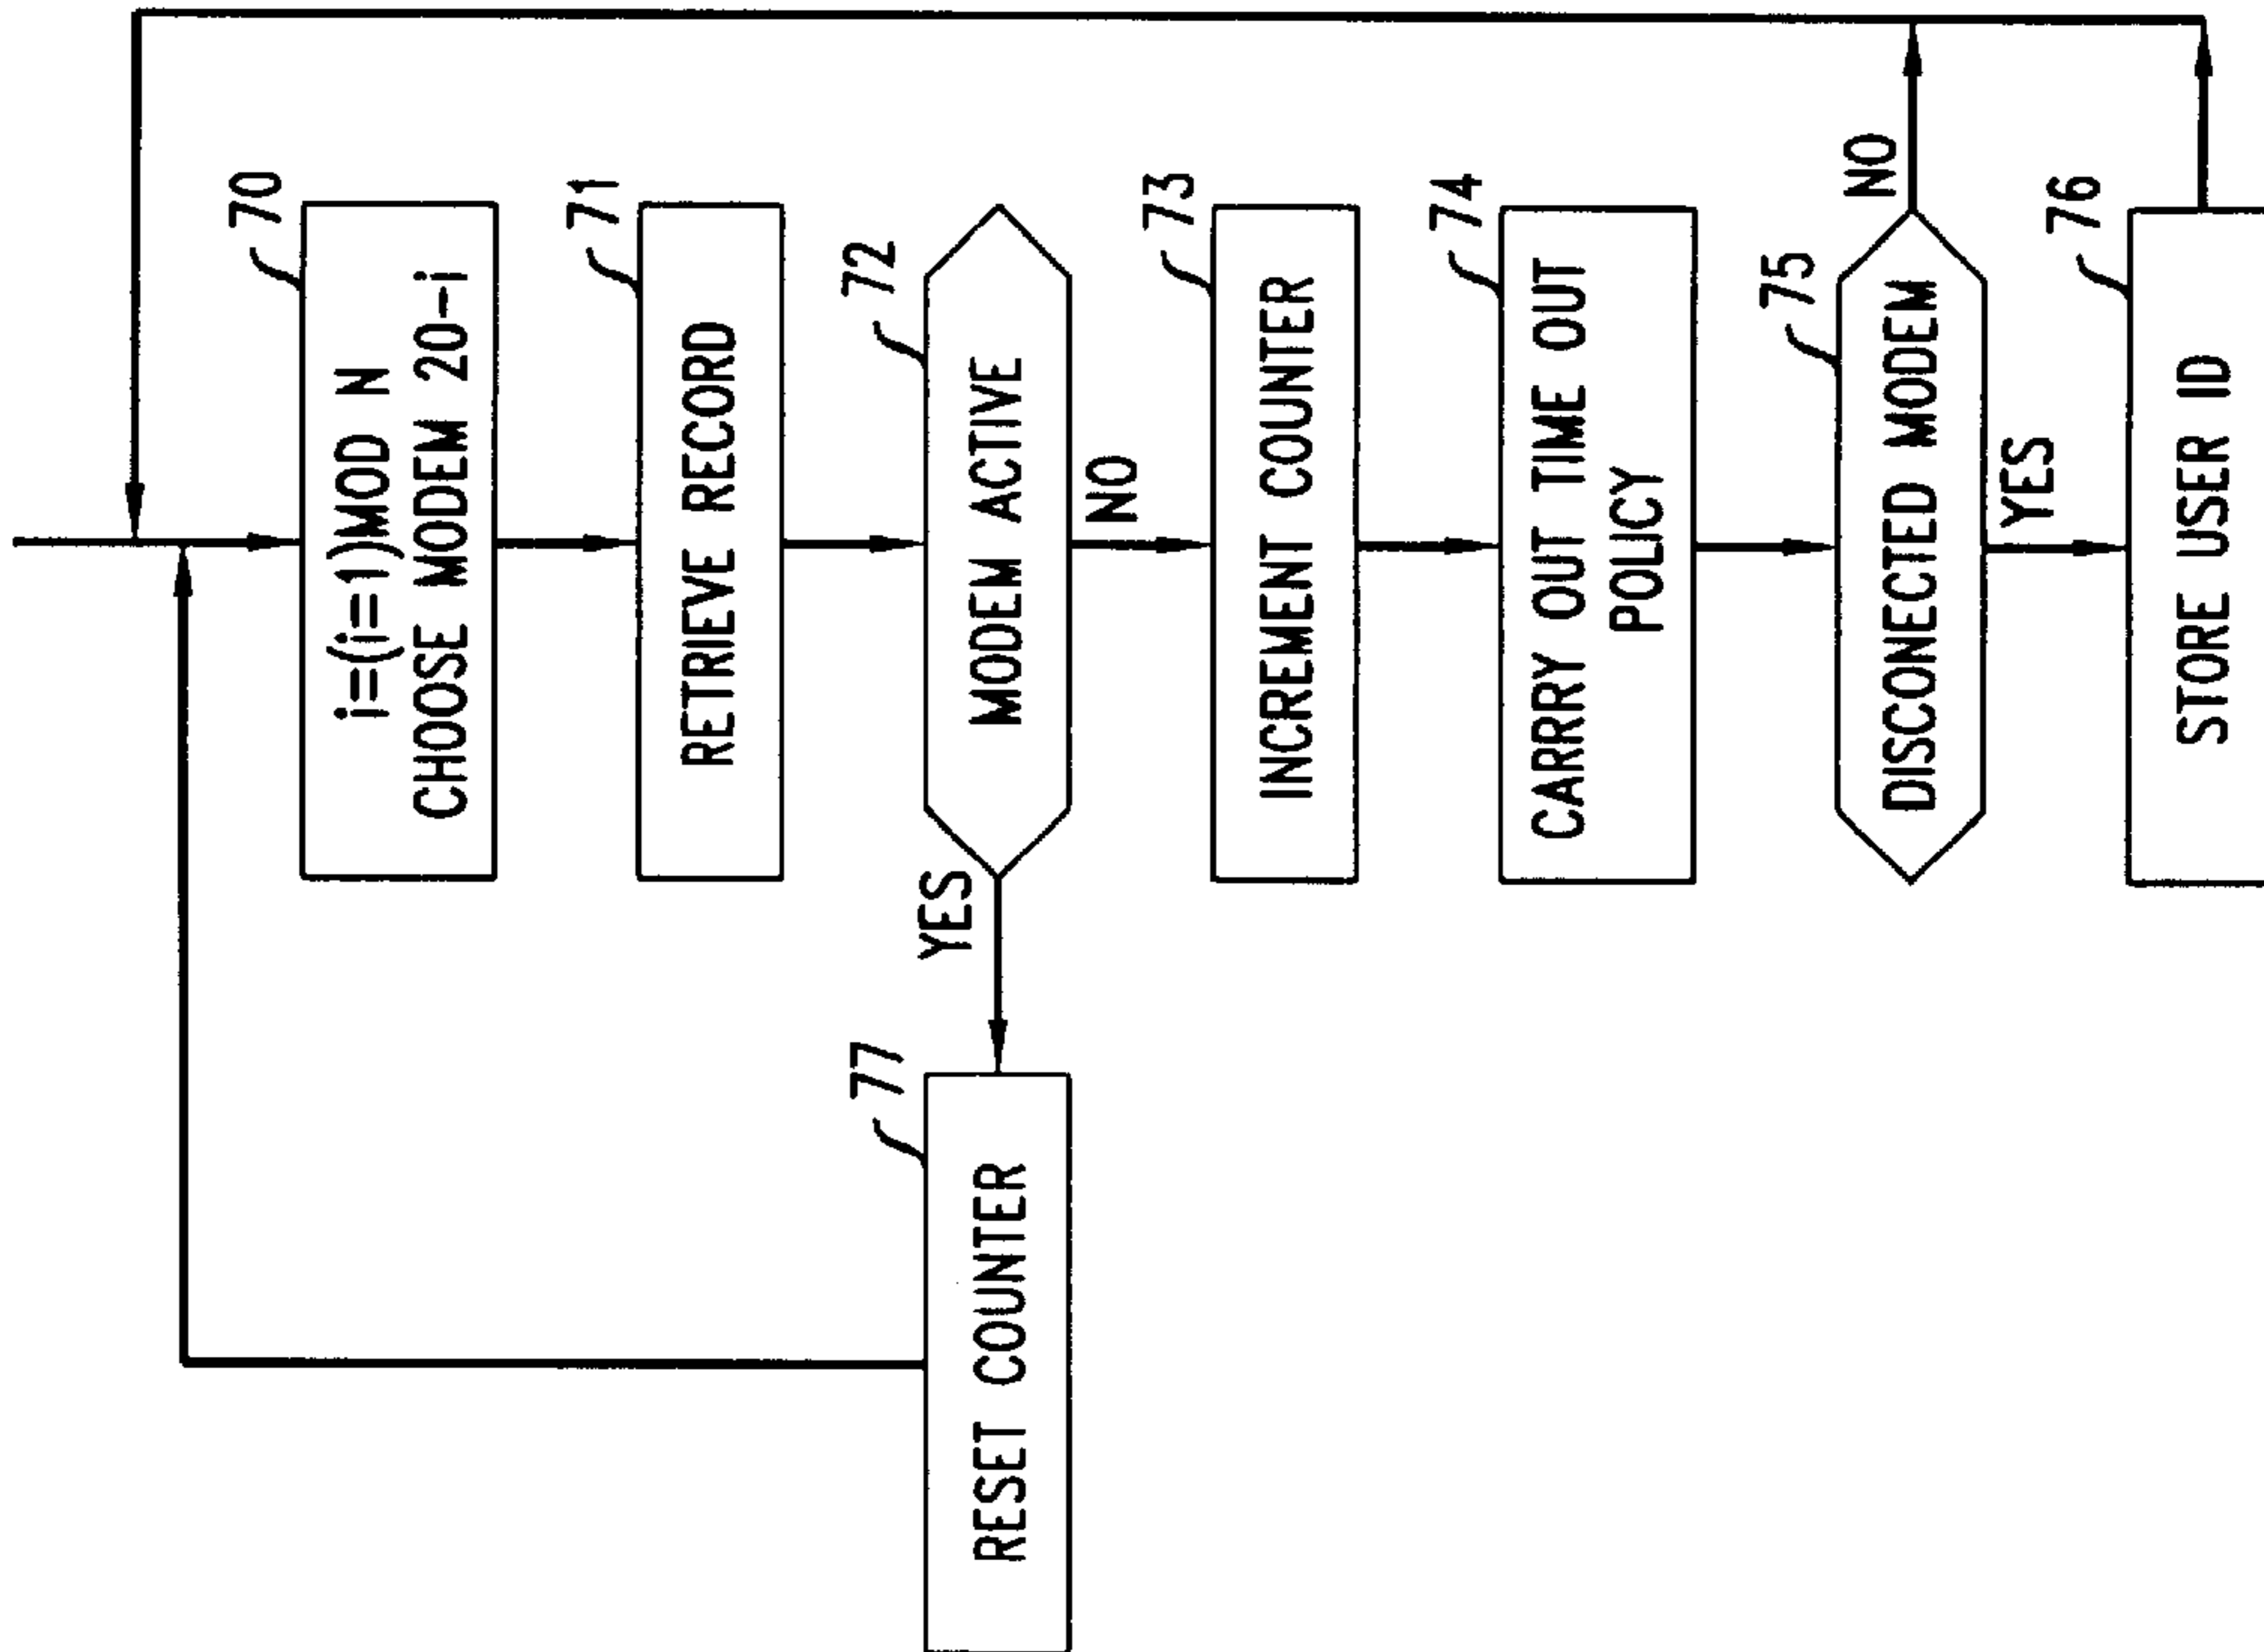 70
i=(i=1)MOD N
CHOOSE MODEM 20-i
71
RETRIEVE RECORD
72
MODEM ACTIVE
YES
NO
77
RESET COUNTER
73
INCREMENT COUNTER
74
CARRY OUT TIME OUT
POLICY
75
DISCONECTED MODEM
NO
YES
76
STORE USER ID